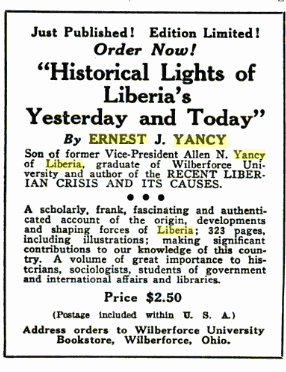 Just Published! Edition Limited!
Order Now!
"Historical Lights of
Liberia's
Yesterday and Today"
By ERNEST J. YANCY
Son of former Vice-President Allen N. Yancy
of Liberia, graduate of Wilberforce Uni-
versity and author of the RECENT LIBER-
IAN CRISIS AND ITS CAUSES.
● ● ●
A scholarly, frank, fascinating and authenti-
cated account of the origin, developments
and shaping forces of Liberia; 323 pages,
including illustrations; making significant
contributions to our knowledge of this coun-
try. A volume of great importance to his-
torians, sociologists, students of government
and international affairs and libraries.
Price $2.50
(Postage included within U. S. A.)
Address orders to Wilberforce University
Bookstore, Wilberforce, Ohio.